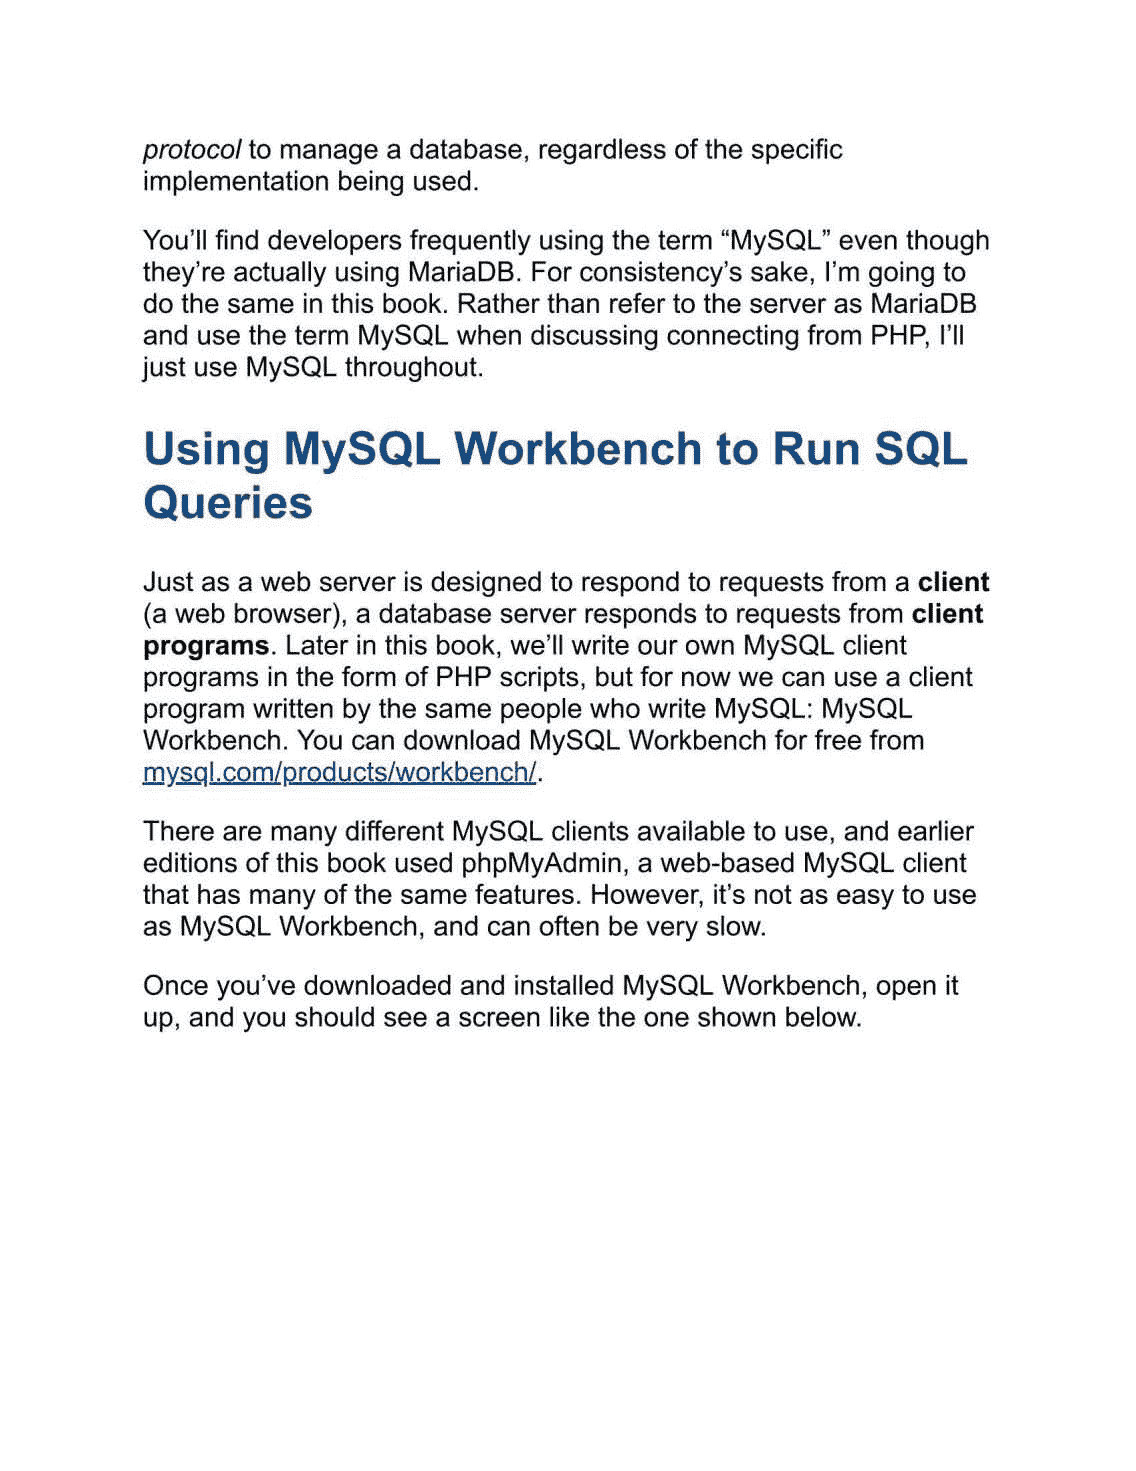 protocol to manage a database, regardless of the specific
implementation being used.
You’ll find developers frequently using the term “MySQL” even though
they’re actually using MariaDB. For consistency’s sake, I’m going to
do the same in this book. Rather than refer to the server as MariaDB
and use the term MySQL when discussing connecting from PHP, I’ll
just use MySQL throughout.
Using MySQL Workbench to Run SQL
Queries
Just as a web server is designed to respond to requests from a client
(a web browser), a database server responds to requests from client
programs. Later in this book, we’ll write our own MySQL client
programs in the form of PHP scripts, but for now we can use a client
program written by the same people who write MySQL: MySQL
Workbench. You can download MySQL Workbench for free from
mysql.com/products/workbench/.
There are many different MySQL clients available to use, and earlier
editions of this book used phpMyAdmin, a web-based MySQL client
that has many of the same features. However, it’s not as easy to use
as MySQL Workbench, and can often be very slow.
Once you’ve downloaded and installed MySQL Workbench, open it
up, and you should see a screen like the one shown below.